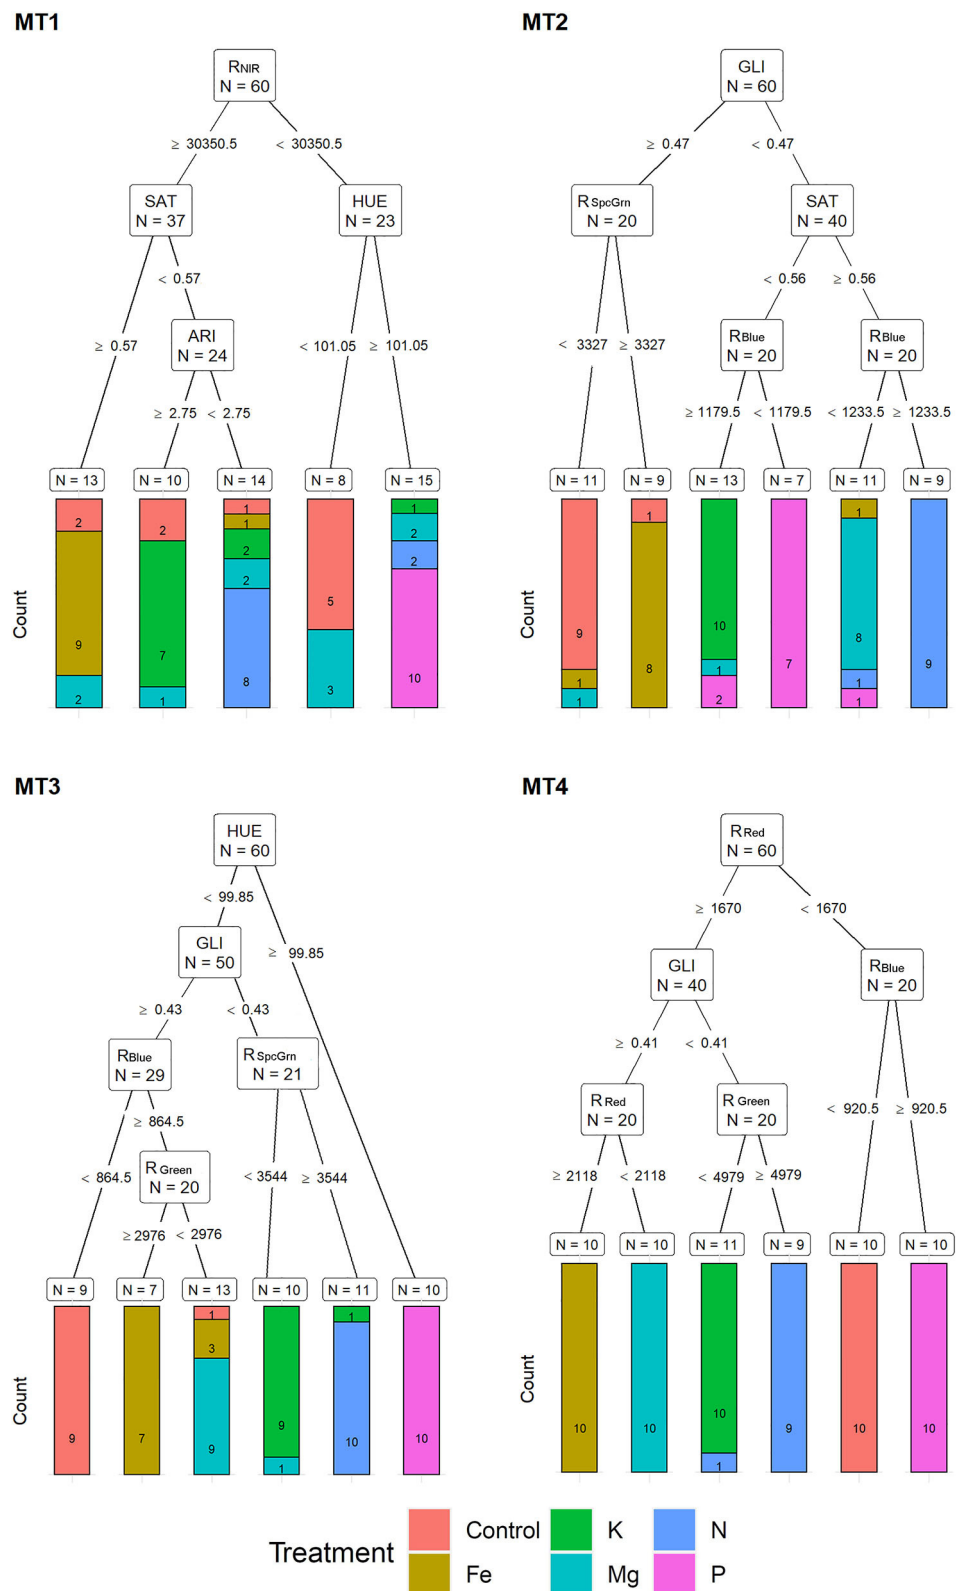 MT1 MT2
RNIR
N = 60
GLI
N = 60
≥ 30350.5 < 30350.5 ≥ 0.47 < 0.47
SAT
N = 37
HUE
N = 23
R SpcGrn
N = 20
SAT
N = 40
< 0.57 < 0.56 ≥ 0.56
ARI
N = 24
RBlue
N = 20
RBlue
N = 20
≥ 0.57 < 101.05 ≥ 101.05 < 3327 ≥ 3327
≥ 2.75 < 2.75 ≥ 1179.5 < 1179.5 < 1233.5 ≥ 1233.5
N = 13 N = 10 N = 14 N = 8 N = 15 N = 11 N = 9 N = 13 N = 7 N = 11 N = 9
Count
2 9 2
2 7 1
1 1 2 2 8
5 3
1 2 2 10
Count
9 1 1
1 8
10 1 2
7
1 8 1 1
9
MT3 MT4
HUE
N = 60
R Red
N = 60
< 99.85 ≥ 99.85 ≥ 1670 < 1670
GLI
N = 50
GLI
N = 40
RBlue
N = 20
≥ 0.43 < 0.43 ≥ 0.41 < 0.41
RBlue
N = 29
R SpcGrn
N = 21
R Red
N = 20
R Green
N = 20
≥ 864.5 < 920.5 ≥ 920.5
R Green
N = 20
< 864.5 < 3544 ≥ 3544 ≥ 2118 < 2118 < 4979 ≥ 4979
≥ 2976 < 2976
N = 10 N = 10 N = 11 N = 9 N = 10 N = 10
N = 9 N = 7 N = 13 N = 10 N = 11 N = 10
Count
9
7
1 3 9
9 1
1 10
10
Count
10
10
10 1
9
10
10
Treatment
Control K N
Fe Mg P